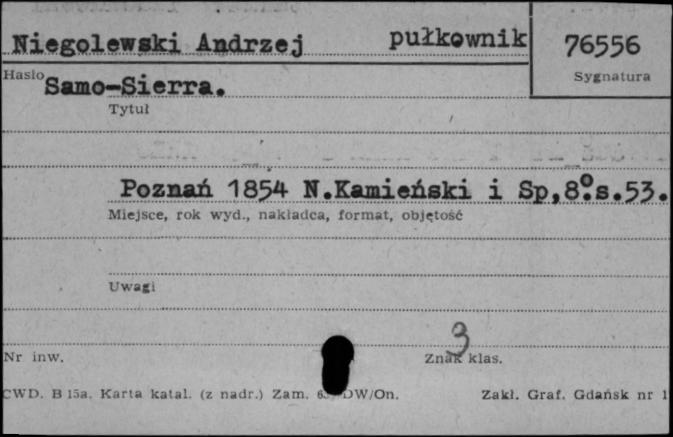 Niegolewski Andrzej pułkownik 76556
Hasło Sygnatura
Samo-Sierra.
Tytuł
Poznań 1854 N.Kamieński i Sp,8⁰.s.53.
Miejsce, rok wyd., nakładca, format, objętość
Uwagi
3
Nr inw. Znak klas.
CWD. B 15a. Karta katal. (z nadr.) Zam. DW/On. Zakł. Graf. Gdańsk nr 1